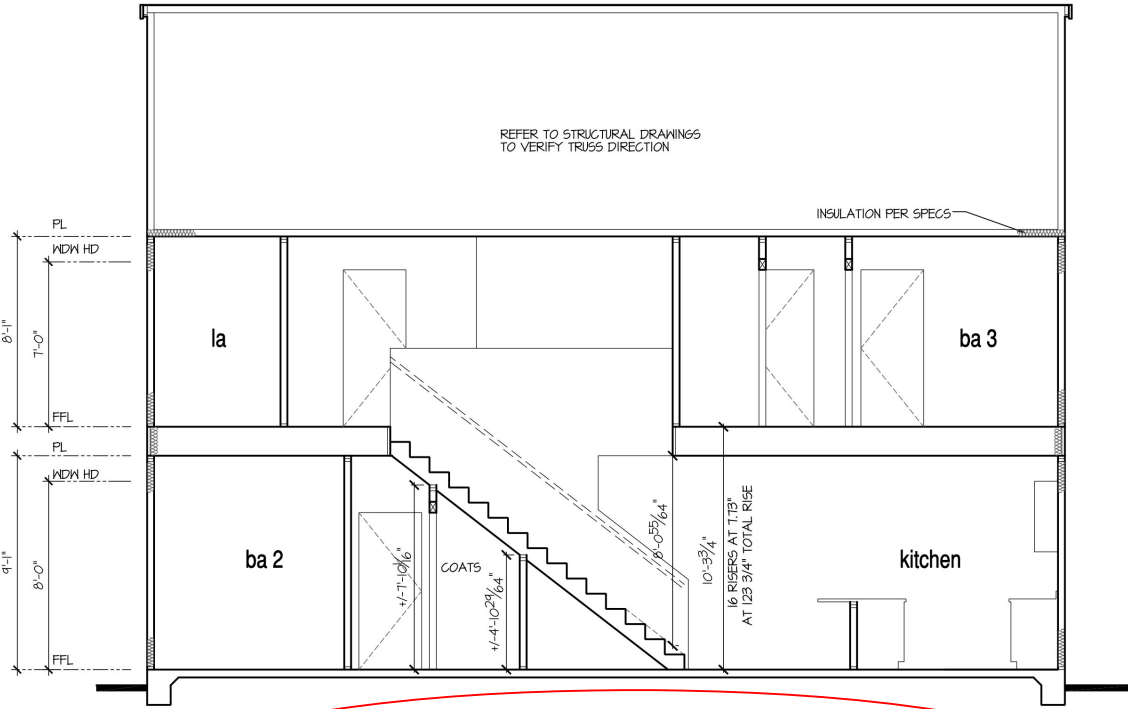 REFER TO STRUCTURAL DRAWINGS
TO VERIFY TRUSS DIRECTION
INSULATION PER SPECS
PL
WDW HD
8'-1"
7'-0"
la
ba 3
FFL
PL
WDW HD
9'-1"
8'-0"
ba 2
+/-7'-10 1/16"
COATS
+/-4'-10 29/64"
8'-0 55/64"
10'-3 3/4"
16 RISERS AT 7.73"
AT 123 3/4" TOTAL RISE
kitchen
FFL